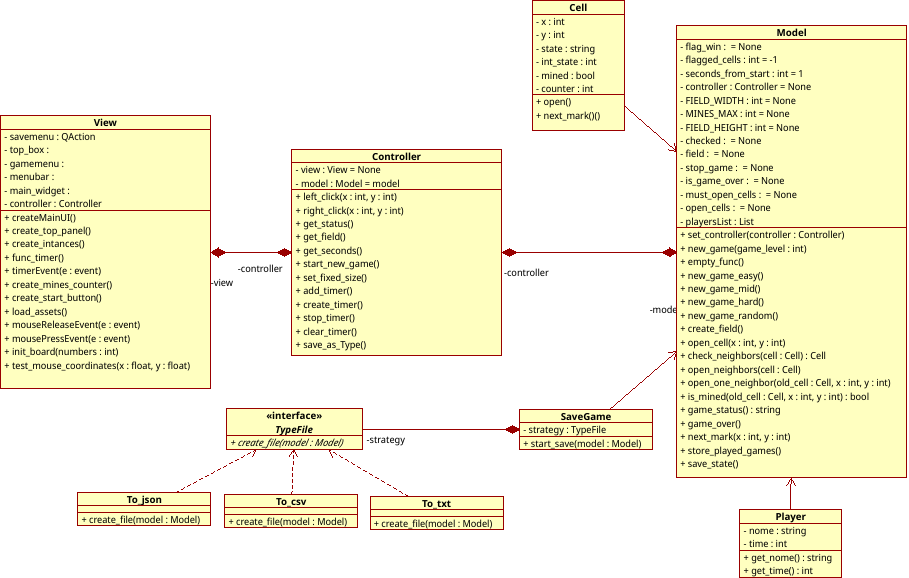 Cell
- x : int
- y : int
- state : string
- int_state : int
- mined : bool
- counter : int
+ open()
+ next_mark()()
Model
- flag_win :  = None
- flagged_cells : int = -1
- seconds_from_start : int = 1
- controller : Controller = None
- FIELD_WIDTH : int = None
- MINES_MAX : int = None
- FIELD_HEIGHT : int = None
- checked :  = None
- field :  = None
- stop_game :  = None
- is_game_over :  = None
- must_open_cells :  = None
- open_cells :  = None
- playersList : List
+ set_controller(controller : Controller)
+ new_game(game_level : int)
+ empty_func()
+ new_game_easy()
+ new_game_mid()
+ new_game_hard()
+ new_game_random()
+ create_field()
+ open_cell(x : int, y : int)
+ check_neighbors(cell : Cell) : Cell
+ open_neighbors(cell : Cell)
+ open_one_neighbor(old_cell : Cell, x : int, y : int)
+ is_mined(old_cell : Cell, x : int, y : int) : bool
+ game_status() : string
+ game_over()
+ next_mark(x : int, y : int)
+ store_played_games()
+ save_state()
View
- savemenu : QAction
- top_box :
- gamemenu :
- menubar :
- main_widget :
- controller : Controller
+ createMainUI()
+ create_top_panel()
+ create_intances()
+ func_timer()
+ timerEvent(e : event)
+ create_mines_counter()
+ create_start_button()
+ load_assets()
+ mouseReleaseEvent(e : event)
+ mousePressEvent(e : event)
+ init_board(numbers : int)
+ test_mouse_coordinates(x : float, y : float)
Controller
- view : View = None
- model : Model = model
+ left_click(x : int, y : int)
+ right_click(x : int, y : int)
+ get_status()
+ get_field()
+ get_seconds()
+ start_new_game()
+ set_fixed_size()
+ add_timer()
+ create_timer()
+ stop_timer()
+ clear_timer()
+ save_as_Type()
-controller
-view
-controller
-mode
«interface»
TypeFile
+ create_file(model : Model)
-strategy
SaveGame
- strategy : TypeFile
+ start_save(model : Model)
To_json
+ create_file(model : Model)
To_csv
+ create_file(model : Model)
To_txt
+ create_file(model : Model)
Player
- nome : string
- time : int
+ get_nome() : string
+ get_time() : int